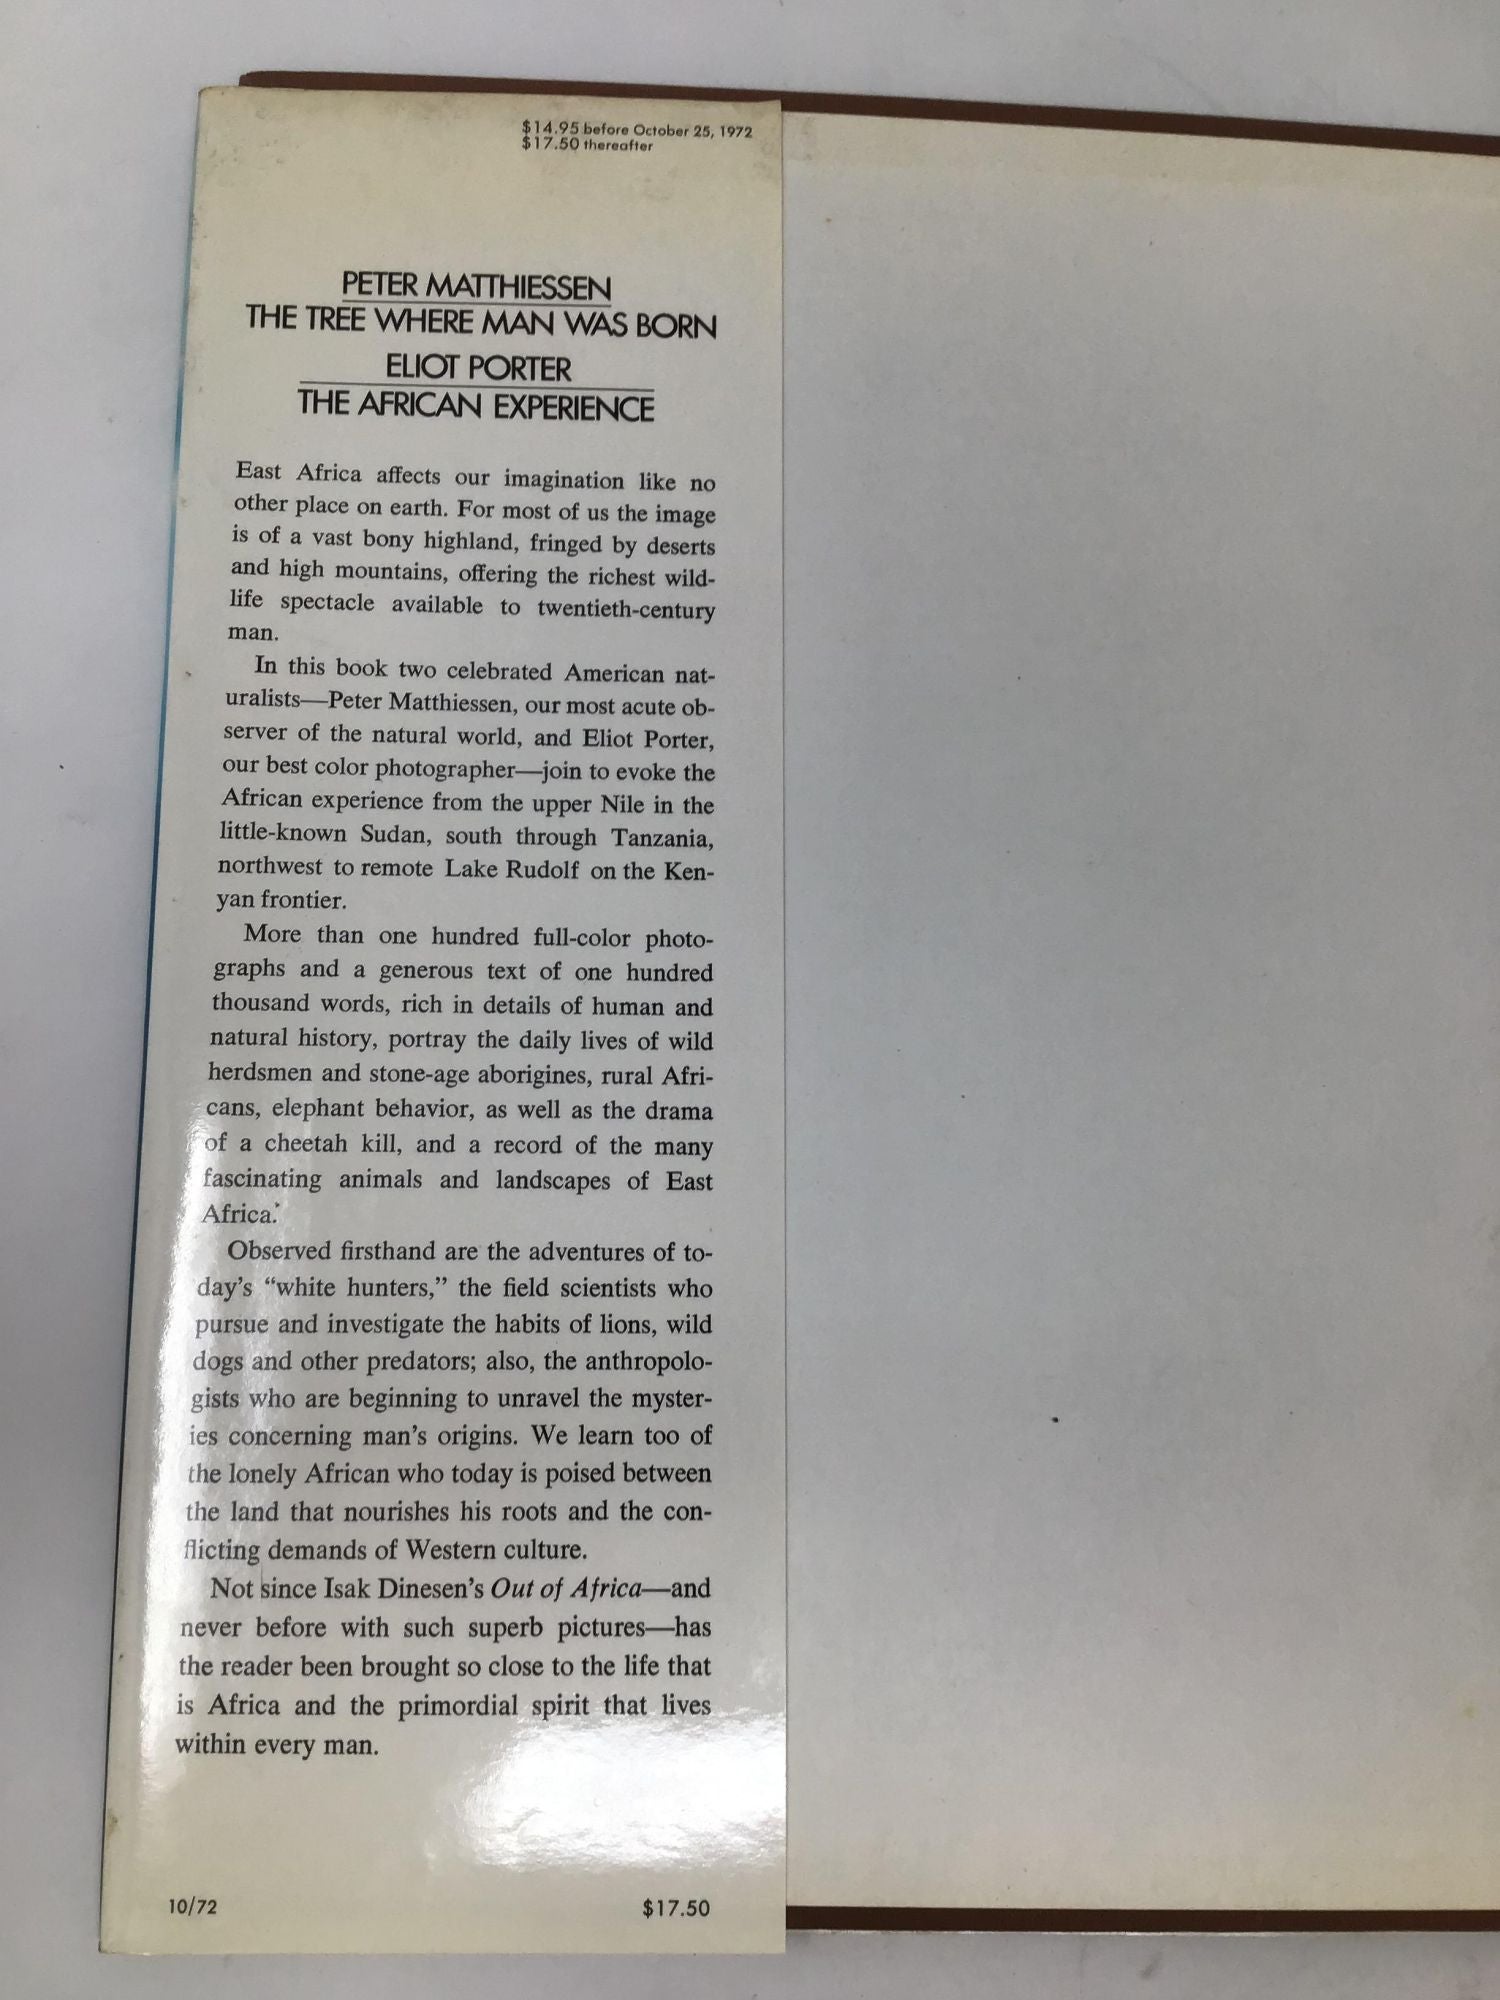 $14.95 before October 25, 1972
$17.50 thereafter
PETER MATTHIESSEN
THE TREE WHERE MAN WAS BORN
ELIOT PORTER
THE AFRICAN EXPERIENCE
East Africa affects our imagination like no
other place on earth. For most of us the image
is of a vast bony highland, fringed by deserts
and high mountains, offering the richest wild-
life spectacle available to twentieth-century
man.
In this book two celebrated American nat-
uralists—Peter Matthiessen, our most acute ob-
server of the natural world, and Eliot Porter,
our best color photographer—join to evoke the
African experience from the upper Nile in the
little-known Sudan, south through Tanzania,
northwest to remote Lake Rudolf on the Ken-
yan frontier.
More than one hundred full-color photo-
graphs and a generous text of one hundred
thousand words, rich in details of human and
natural history, portray the daily lives of wild
herdsmen and stone-age aborigines, rural Afri-
cans, elephant behavior, as well as the drama
of a cheetah kill, and a record of the many
fascinating animals and landscapes of East
Africa.
Observed firsthand are the adventures of to-
day's “white hunters,” the field scientists who
pursue and investigate the habits of lions, wild
dogs and other predators; also, the anthropolo-
gists who are beginning to unravel the myster-
ies concerning man's origins. We learn too of
the lonely African who today is poised between
the land that nourishes his roots and the con-
flicting demands of Western culture.
Not since Isak Dinesen's Out of Africa—and
never before with such superb pictures—has
the reader been brought so close to the life that
is Africa and the primordial spirit that lives
within every man.
10/72
$17.50